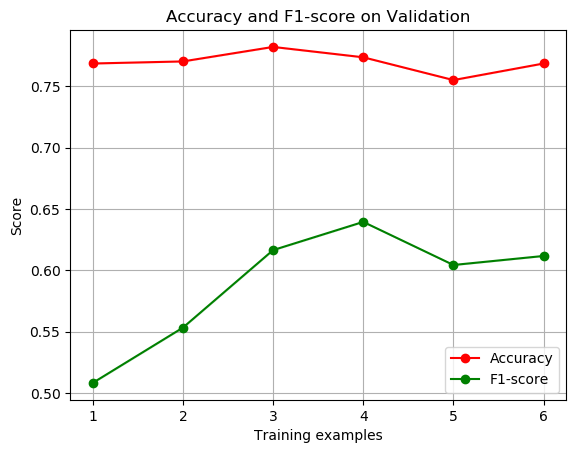 Accuracy and F1-score on Validation
Score
0.75
0.70
0.65
0.60
0.55
0.50
1 2 3 4 5 6
Training examples
Accuracy
F1-score